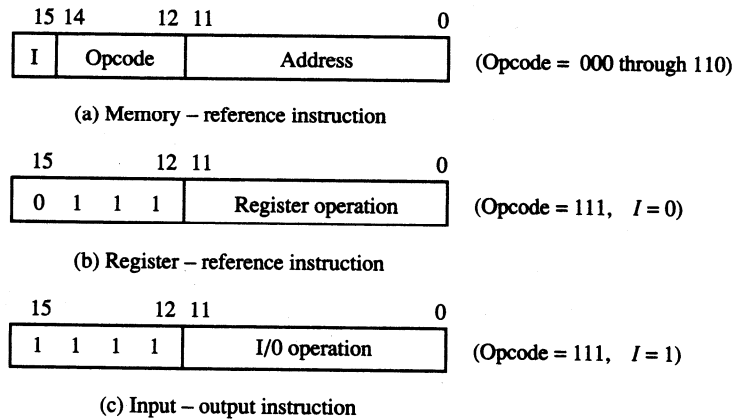 15 14 12 11 0
I Opcode Address (Opcode = 000 through 110)
(a) Memory – reference instruction
15 12 11 0
0 1 1 1 Register operation (Opcode = 111, I = 0)
(b) Register – reference instruction
15 12 11 0
1 1 1 1 I/0 operation (Opcode = 111, I = 1)
(c) Input – output instruction